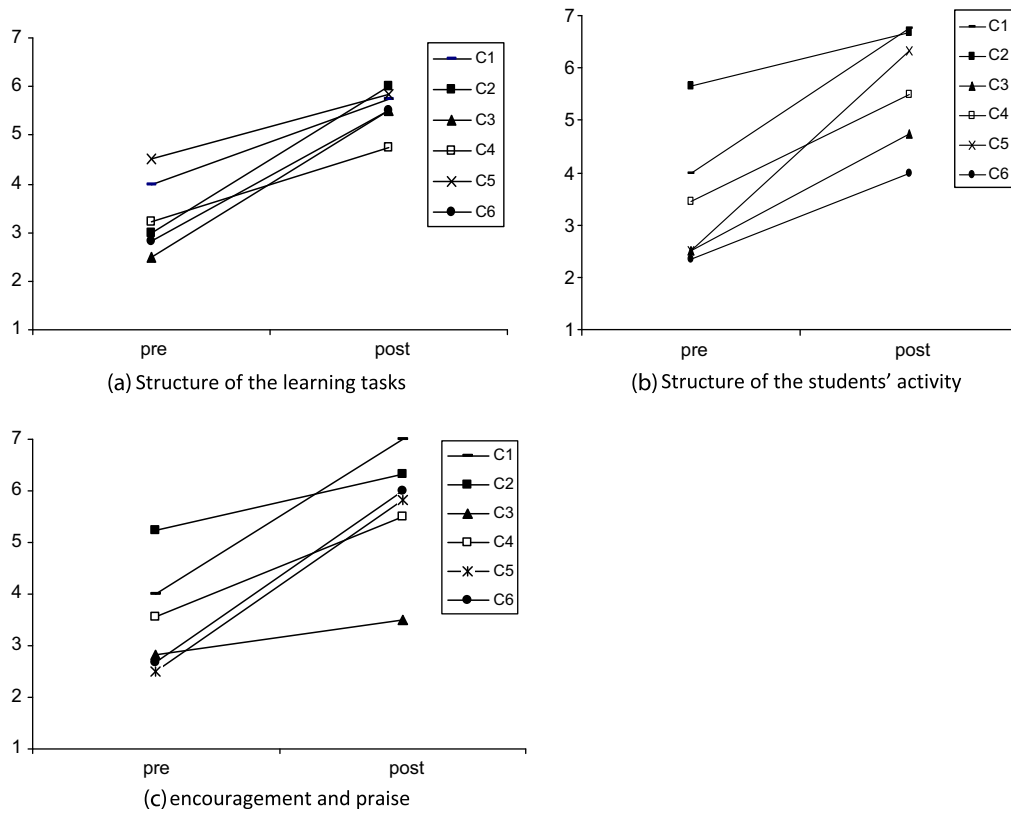 7
6
5
4
3
2
1
pre
post
C1
C2
C3
C4
C5
C6
(a) Structure of the learning tasks
7
6
5
4
3
2
1
pre
post
C1
C2
C3
C4
C5
C6
(b) Structure of the students’ activity
7
6
5
4
3
2
1
pre
post
C1
C2
C3
C4
C5
C6
(c) encouragement and praise